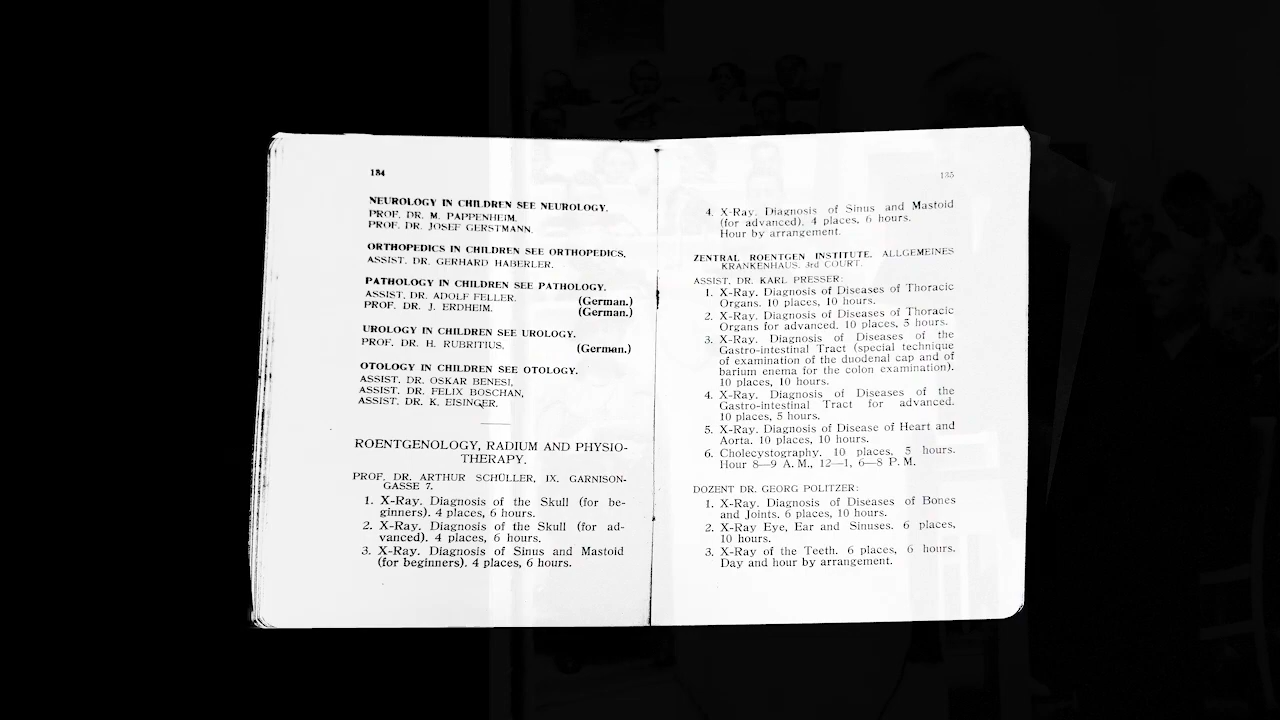 134
NEUROLOGY IN CHILDREN SEE NEUROLOGY.
PROF. DR. M. PAPPENHEIM.
PROF. DR. JOSEF GERSTMANN.
ORTHOPEDICS IN CHILDREN SEE ORTHOPEDICS.
ASSIST. DR. GERHARD HABERLER.
PATHOLOGY IN CHILDREN SEE PATHOLOGY.
ASSIST. DR. ADOLF FELLER. (German.)
PROF. DR. J. ERDHEIM. (German.)
UROLOGY IN CHILDREN SEE UROLOGY.
PROF. DR. H. RUBRITIUS. (German.)
OTOLOGY IN CHILDREN SEE OTOLOGY.
ASSIST. DR. OSKAR BENESI,
ASSIST. DR. FELIX BOSCHAN,
ASSIST. DR. K. EISINGER.
ROENTGENOLOGY, RADIUM AND PHYSIO-
THERAPY.
PROF. DR. ARTHUR SCHÜLLER, IX. GARNISON-
GASSE 7.
1. X-Ray. Diagnosis of the Skull (for be-
ginners). 4 places, 6 hours.
2. X-Ray. Diagnosis of the Skull (for ad-
vanced). 4 places, 6 hours.
3. X-Ray. Diagnosis of Sinus and Mastoid
(for beginners). 4 places, 6 hours.
135
4. X-Ray. Diagnosis of Sinus and Mastoid
(for advanced). 4 places, 6 hours.
Hour by arrangement.
ZENTRAL ROENTGEN INSTITUTE. ALLGEMEINES
KRANKENHAUS. 3rd COURT.
ASSIST. DR. KARL PRESSER:
1. X-Ray. Diagnosis of Diseases of Thoracic
Organs. 10 places, 10 hours.
2. X-Ray. Diagnosis of Diseases of Thoracic
Organs for advanced. 10 places, 5 hours.
3. X-Ray. Diagnosis of Diseases of the
Gastro-intestinal Tract (special technique
of examination of the duodenal cap and of
barium enema for the colon examination).
10 places, 10 hours.
4. X-Ray. Diagnosis of Diseases of the
Gastro-intestinal Tract for advanced.
10 places, 5 hours.
5. X-Ray. Diagnosis of Disease of Heart and
Aorta. 10 places, 10 hours.
6. Cholecystography. 10 places, 5 hours.
Hour 8—9 A.M., 12—1, 6—8 P.M.
DOZENT DR. GEORG POLITZER:
1. X-Ray. Diagnosis of Diseases of Bones
and Joints. 6 places, 10 hours.
2. X-Ray Eye, Ear and Sinuses. 6 places,
10 hours.
3. X-Ray of the Teeth. 6 places, 6 hours.
Day and hour by arrangement.